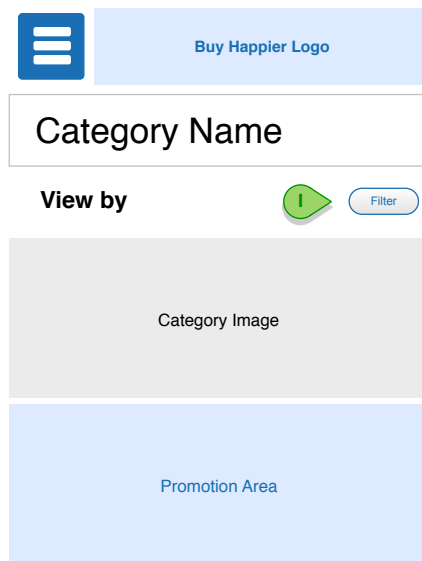 Buy Happier Logo
Category Name
View by
I
Filter
Category Image
Promotion Area